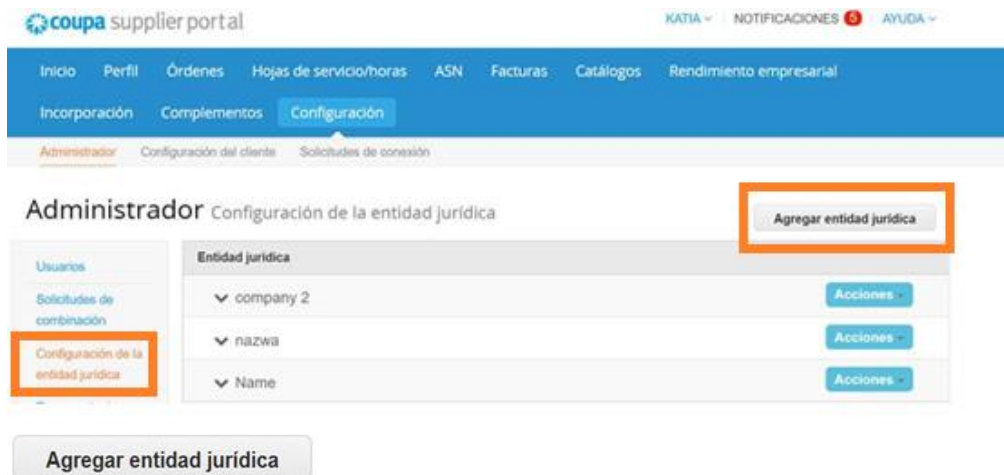 coupa supplier portal
KATIA NOTIFICACIONES 5 AYUDA
Inicio Perfil Órdenes Hojas de servicio/horas ASN Facturas Catálogos Rendimiento empresarial
Incorporación Complementos Configuración
Administrador Configuración del cliente Solicitudes de conexión
Administrador Configuración de la entidad jurídica
Agregar entidad jurídica
Usuarios
Solicitudes de
combinación
Configuración de la
entidad jurídica
Entidad jurídica
company 2 Acciones
nazwa Acciones
Name Acciones
Agregar entidad jurídica